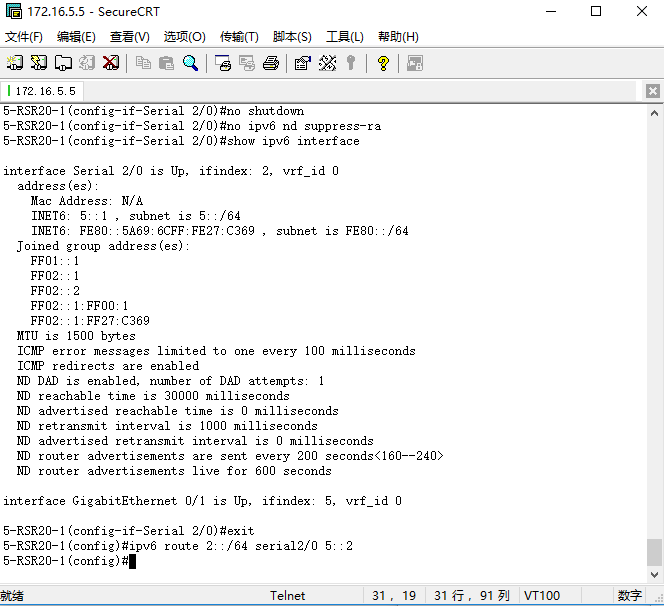 172.16.5.5 - SecureCRT
文件(F) 编辑(E) 查看(V) 选项(O) 传输(T) 脚本(S) 工具(L) 帮助(H)
172.16.5.5
5-RSR20-1(config-if-Serial 2/0)#no shutdown
5-RSR20-1(config-if-Serial 2/0)#no ipv6 nd suppress-ra
5-RSR20-1(config-if-Serial 2/0)#show ipv6 interface
interface Serial 2/0 is Up, ifindex: 2, vrf_id 0
address(es):
Mac Address: N/A
INET6: 5::1 , subnet is 5::/64
INET6: FE80::5A69:6CFF:FE27:C369 , subnet is FE80::/64
Joined group address(es):
FF01::1
FF02::1
FF02::2
FF02::1:FF00:1
FF02::1:FF27:C369
MTU is 1500 bytes
ICMP error messages limited to one every 100 milliseconds
ICMP redirects are enabled
ND DAD is enabled, number of DAD attempts: 1
ND reachable time is 30000 milliseconds
ND advertised reachable time is 0 milliseconds
ND retransmit interval is 1000 milliseconds
ND advertised retransmit interval is 0 milliseconds
ND router advertisements are sent every 200 seconds<160--240>
ND router advertisements live for 600 seconds
interface GigabitEthernet 0/1 is Up, ifindex: 5, vrf_id 0
5-RSR20-1(config-if-Serial 2/0)#exit
5-RSR20-1(config)#ipv6 route 2::/64 serial2/0 5::2
5-RSR20-1(config)#
就绪 Telnet 31, 19 31 行, 91 列 VT100 数字